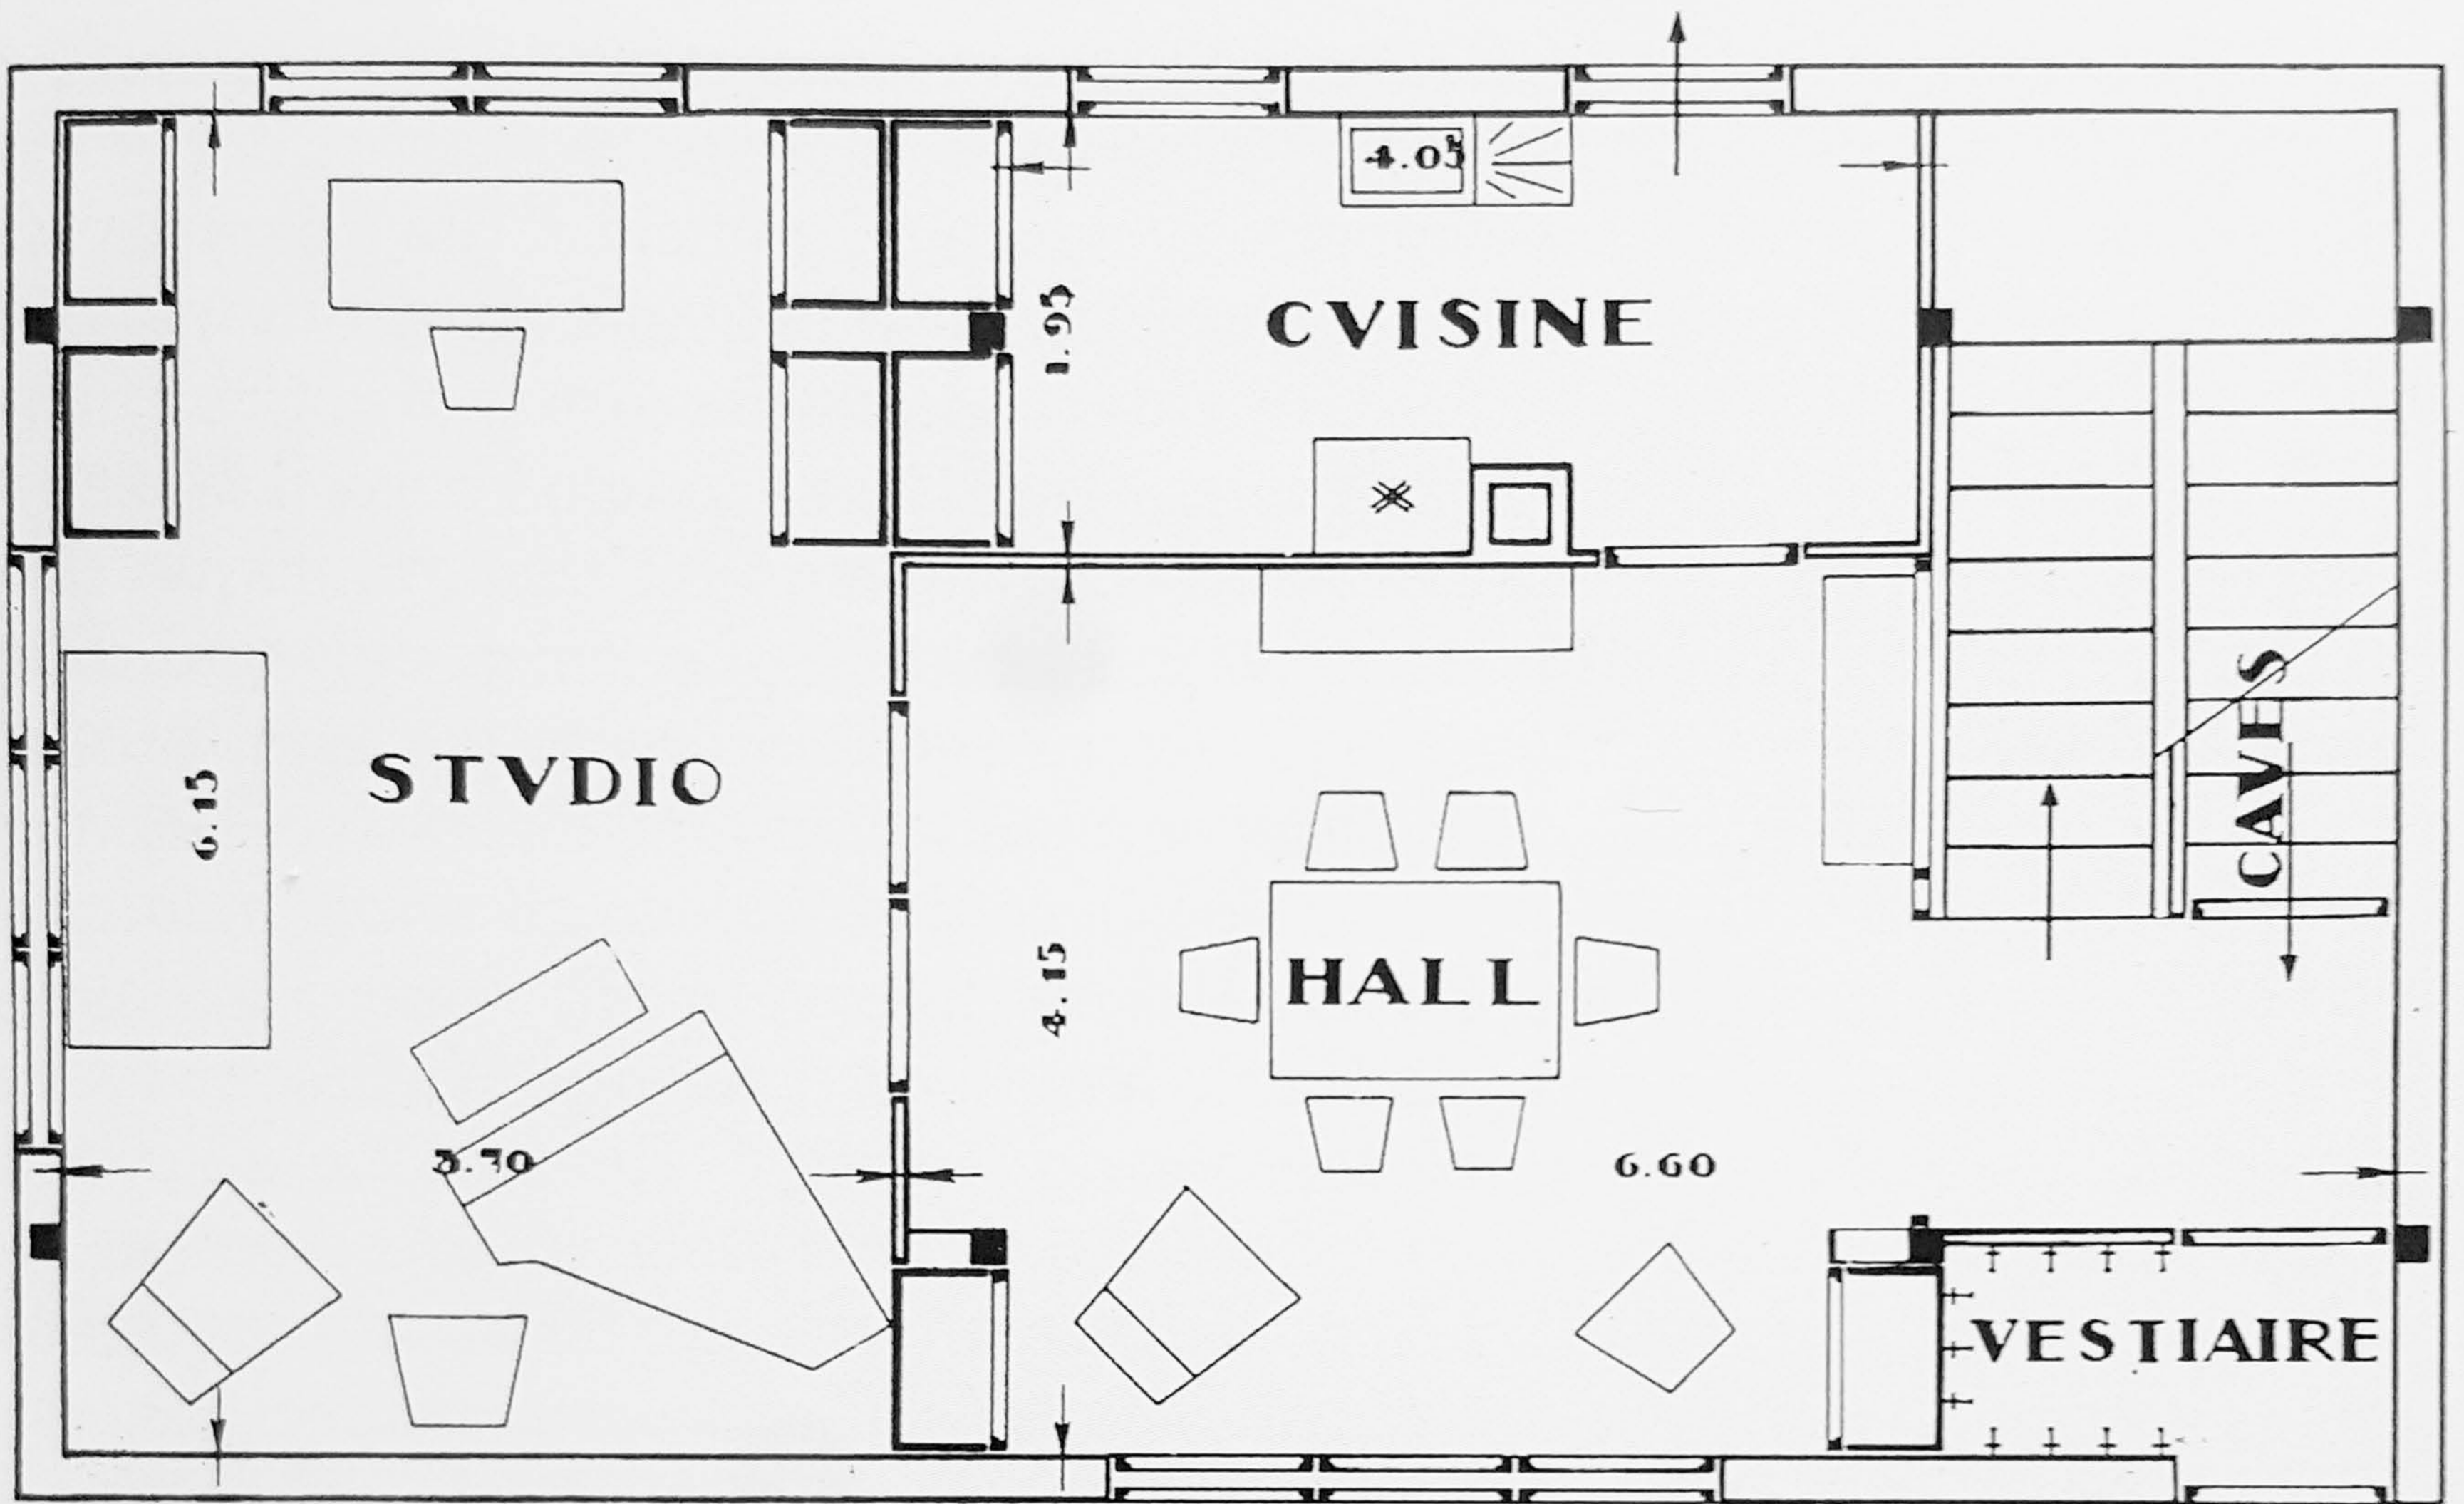 4.05
1.95
CVISINE
STVDIO
6.15
CAVES
HALL
4.15
3.70
6.60
VESTIAIRE